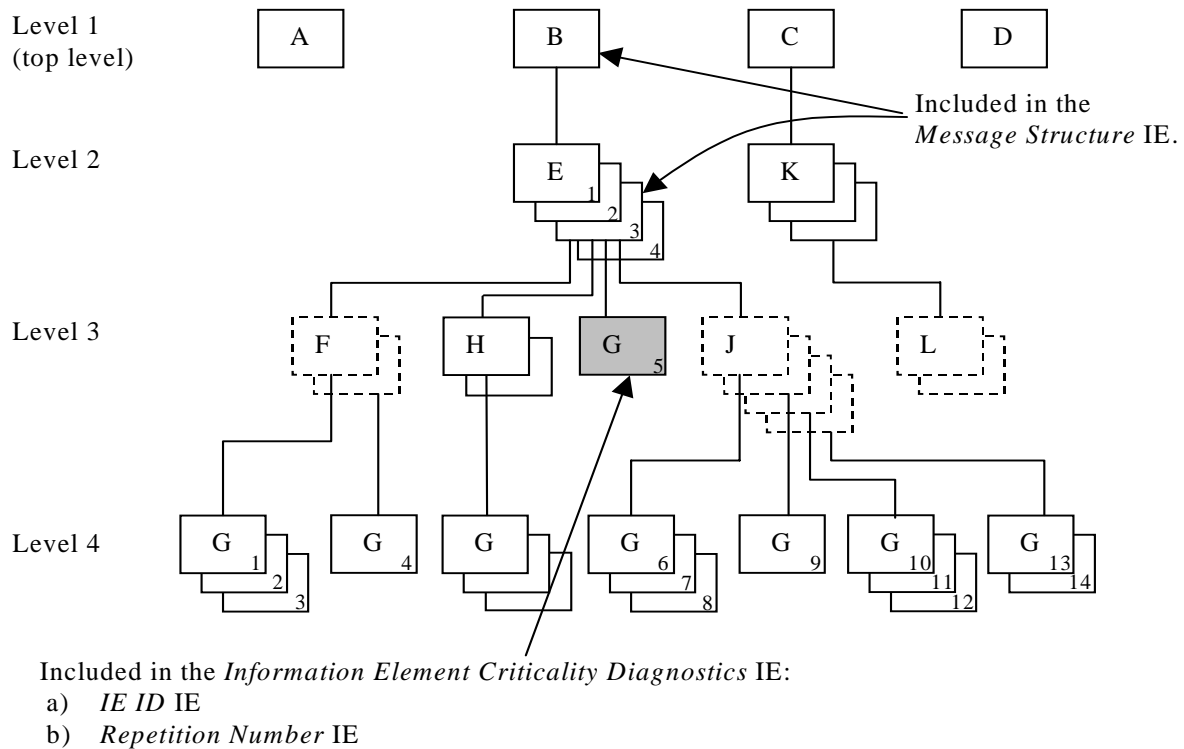 Level 1
(top level)
A
B
C
D
Included in the
Message Structure IE.
Level 2
E
1
2
3
4
K
Level 3
F
H
G
5
J
L
Level 4
G
1
2
3
G
4
G
G
6
7
8
G
9
G
10
11
12
G
13
14
Included in the Information Element Criticality Diagnostics IE:
a) IE ID IE
b) Repetition Number IE